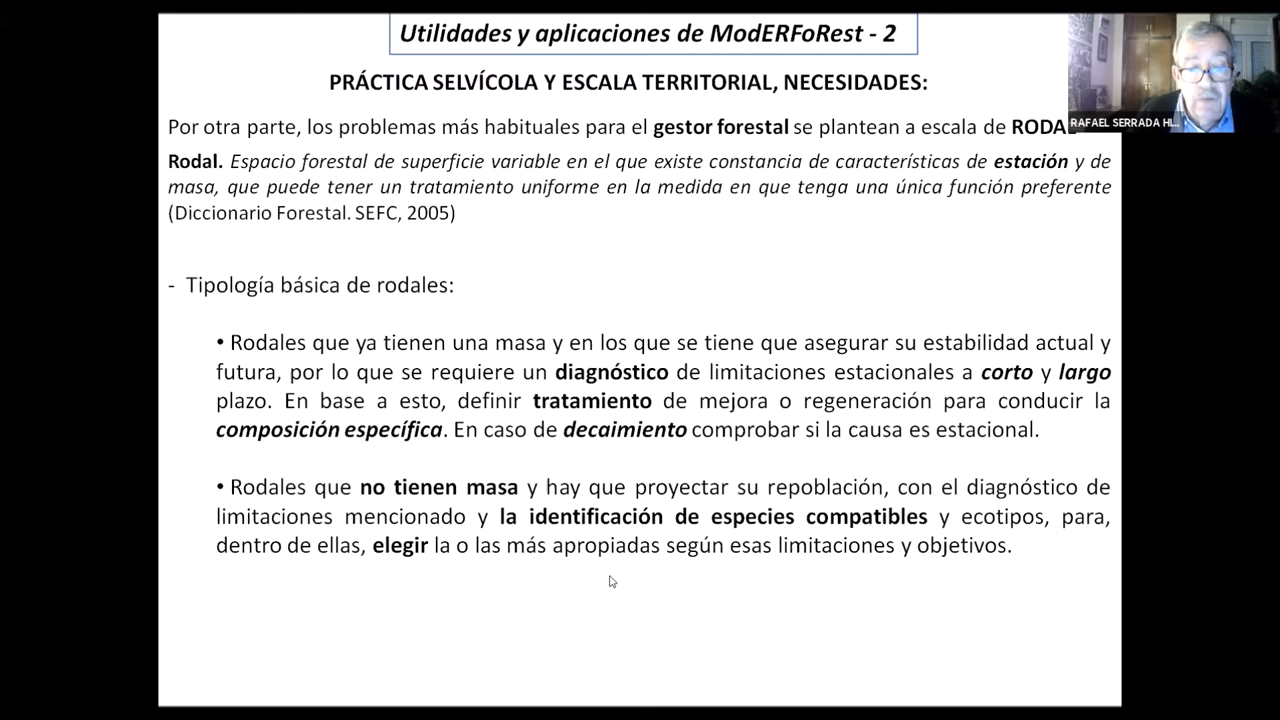 Utilidades y aplicaciones de ModERFoRest - 2
PRÁCTICA SELVÍCOLA Y ESCALA TERRITORIAL, NECESIDADES:
RAFAEL SERRADA HI...
Por otra parte, los problemas más habituales para el gestor forestal se plantean a escala de
Rodal. Espacio forestal de superficie variable en el que existe constancia de características de estación y de
masa, que puede tener un tratamiento uniforme en la medida en que tenga una única función preferente
(Diccionario Forestal. SEFC, 2005)
- Tipología básica de rodales:
• Rodales que ya tienen una masa y en los que se tiene que asegurar su estabilidad actual y
futura, por lo que se requiere un diagnóstico de limitaciones estacionales a corto y largo
plazo. En base a esto, definir tratamiento de mejora o regeneración para conducir la
composición específica. En caso de decaimiento comprobar si la causa es estacional.
• Rodales que no tienen masa y hay que proyectar su repoblación, con el diagnóstico de
limitaciones mencionado y la identificación de especies compatibles y ecotipos, para,
dentro de ellas, elegir la o las más apropiadas según esas limitaciones y objetivos.